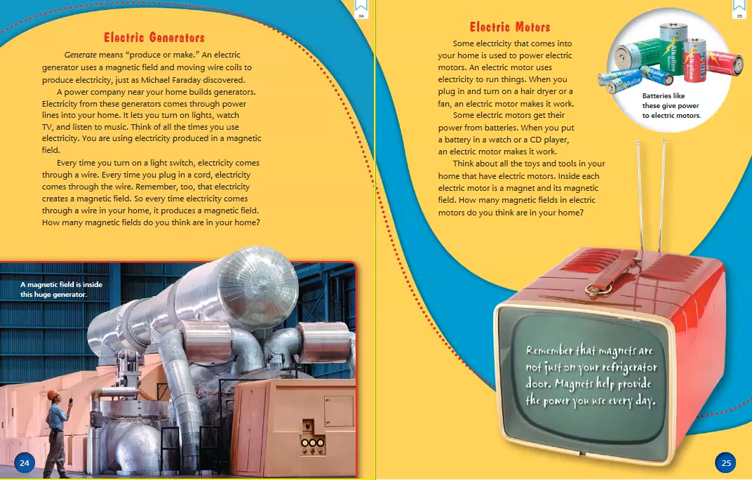 Electric Generators
Generate means “produce or make.” An electric
generator uses a magnetic field and moving wire coils to
produce electricity, just as Michael Faraday discovered.
A power company near your home builds generators.
Electricity from these generators comes through power
lines into your home. It lets you turn on lights, watch
TV, and listen to music. Think of all the times you use
electricity. You are using electricity produced in a magnetic
field.
Every time you turn on a light switch, electricity comes
through a wire. Every time you plug in a cord, electricity
comes through the wire. Remember, too, that electricity
creates a magnetic field. So every time electricity comes
through a wire in your home, it produces a magnetic field.
How many magnetic fields do you think are in your home?
A magnetic field is inside
this huge generator.
24
24
Electric Motors
Some electricity that comes into
your home is used to power electric
motors. An electric motor uses
electricity to run things. When you
plug in and turn on a hair dryer or a
fan, an electric motor makes it work.
Some electric motors get their
power from batteries. When you put
a battery in a watch or a CD player,
an electric motor makes it work.
Think about all the toys and tools in your
home that have electric motors. Inside each
electric motor is a magnet and its magnetic
field. How many magnetic fields in electric
motors do you think are in your home?
Batteries like
these give power
to electric motors.
Remember that magnets are
not just on your refrigerator
door. Magnets help provide
the power you use every day.
25
25